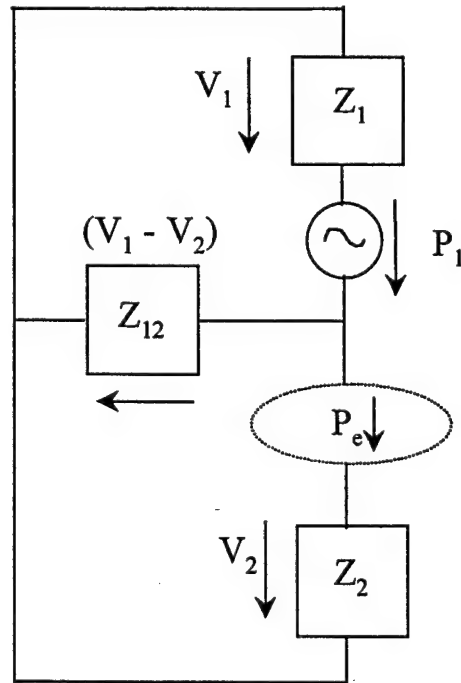 V₁
Z₁
P₁
(V₁ - V₂)
Z₁₂
Pₑ
V₂
Z₂